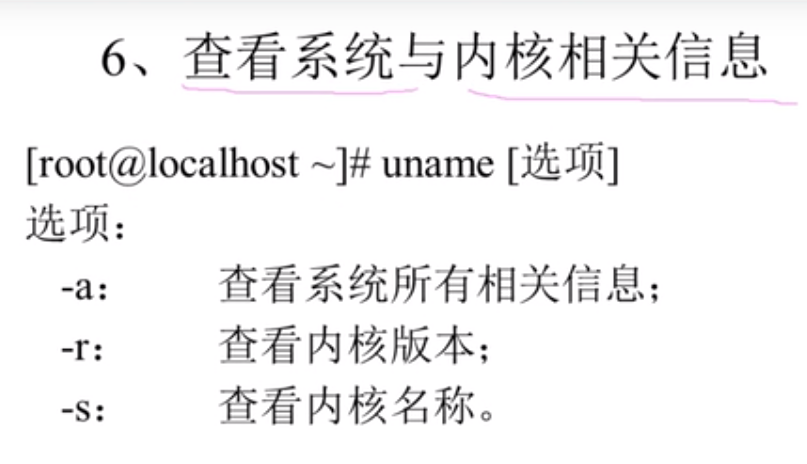 6、查看系统与内核相关信息
[root@localhost ~]# uname [选项]
选项：
-a： 查看系统所有相关信息；
-r： 查看内核版本；
-s： 查看内核名称。